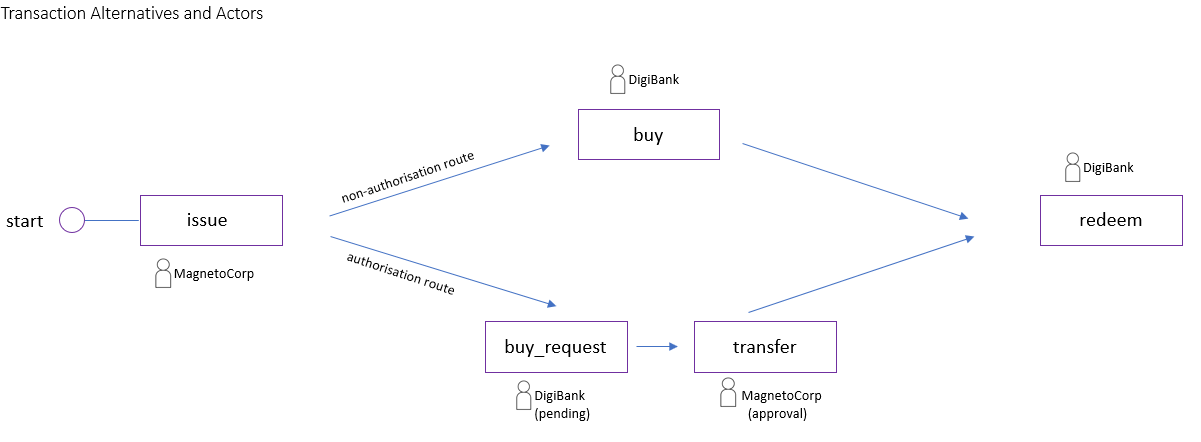 Transaction Alternatives and Actors
DigiBank
buy
non-authorisation route
DigiBank
start
issue
redeem
MagnetoCorp
authorisation route
buy_request
transfer
DigiBank
(pending)
MagnetoCorp
(approval)